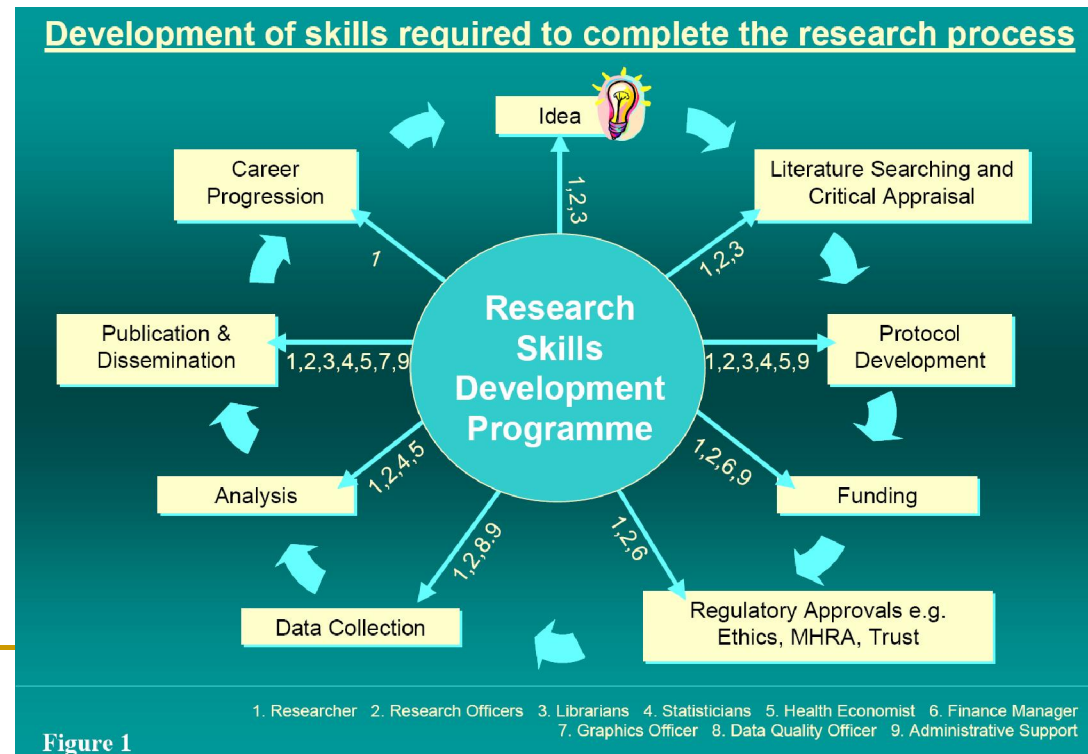 Development of skills required to complete the research process
Idea
1,2,3
Literature Searching and
Critical Appraisal
1,2,3
Protocol
Development
1,2,3,4,5,9
Funding
1,2,6,9
Regulatory Approvals e.g.
Ethics, MHRA, Trust
1,2,6
Data Collection
1,2,8.9
Analysis
1,2,4,5
Publication &
Dissemination
1,2,3,4,5,7,9
Career
Progression
1
Research
Skills
Development
Programme
1. Researcher 2. Research Officers 3. Librarians 4. Statisticians 5. Health Economist 6. Finance Manager
7. Graphics Officer 8. Data Quality Officer 9. Administrative Support
Figure 1